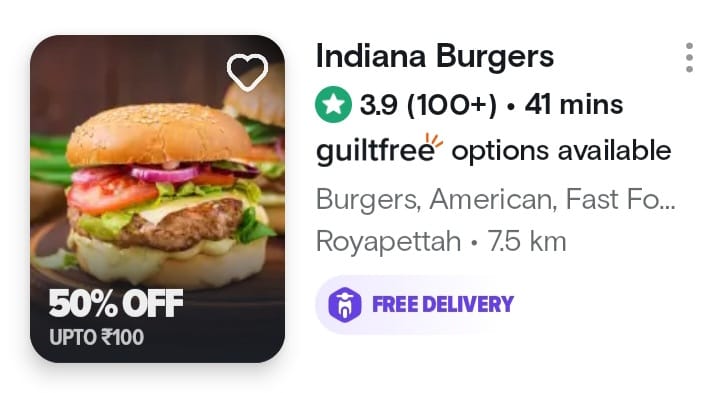 Indiana Burgers
3.9 (100+) • 41 mins
guiltfree options available
Burgers, American, Fast Fo...
Royapettah • 7.5 km
FREE DELIVERY
50% OFF
UPTO ₹100